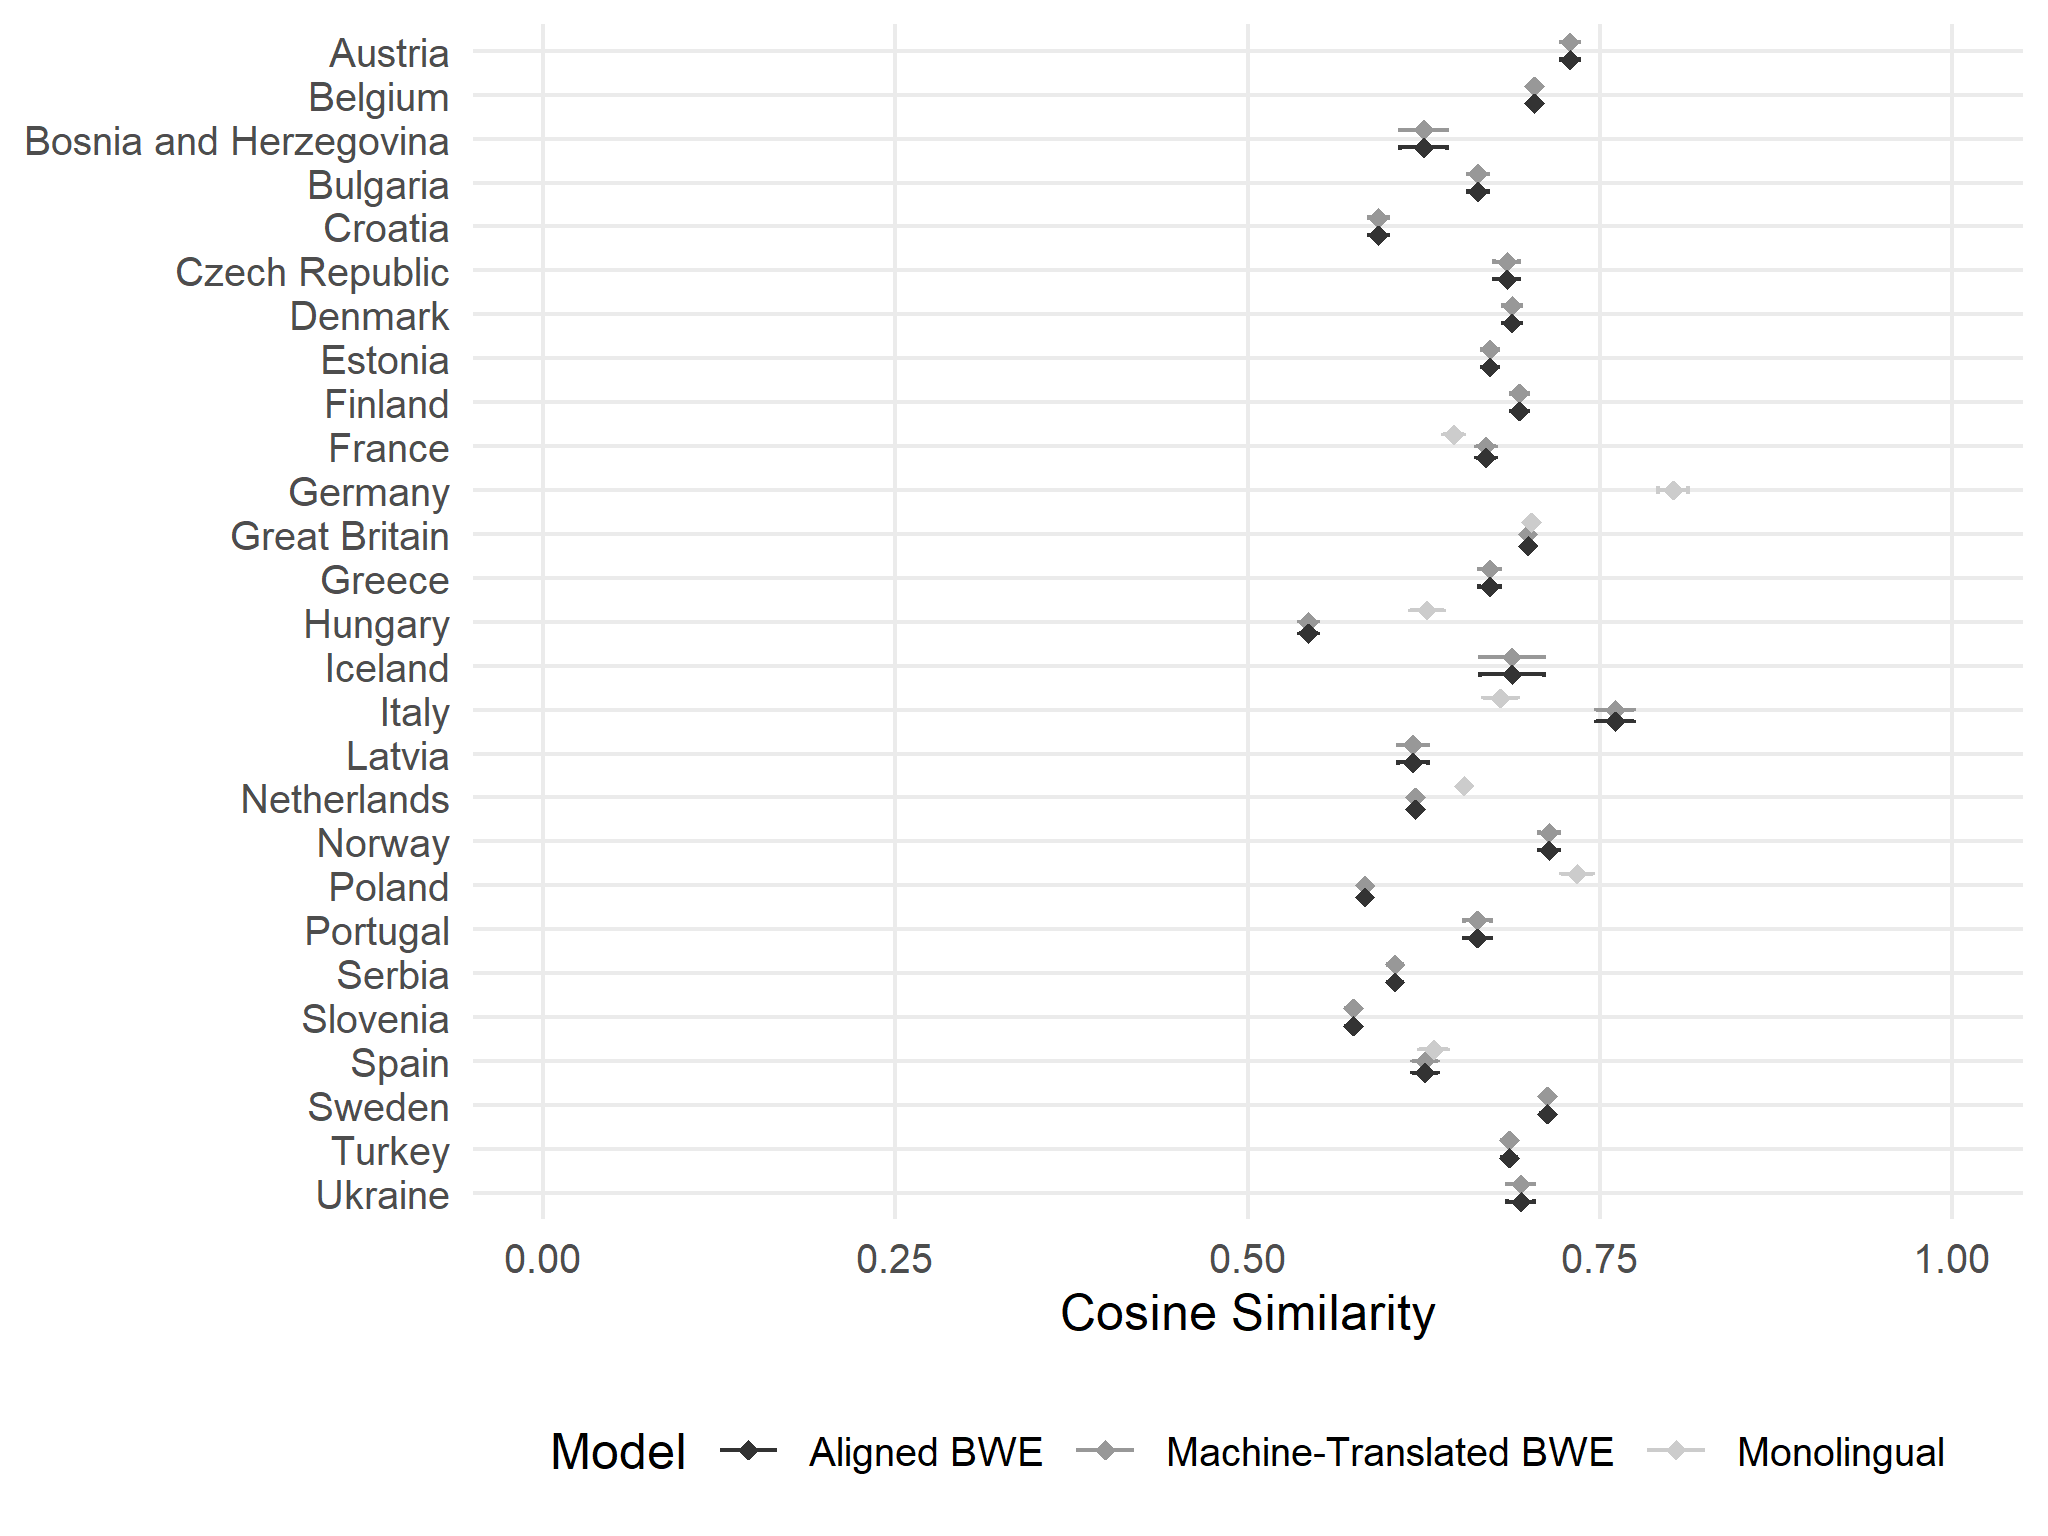 Austria
Belgium
Bosnia and Herzegovina
Bulgaria
Croatia
Czech Republic
Denmark
Estonia
Finland
France
Germany
Great Britain
Greece
Hungary
Iceland
Italy
Latvia
Netherlands
Norway
Poland
Portugal
Serbia
Slovenia
Spain
Sweden
Turkey
Ukraine
0.00 0.25 0.50 0.75 1.00
Cosine Similarity
Model Aligned BWE Machine-Translated BWE Monolingual